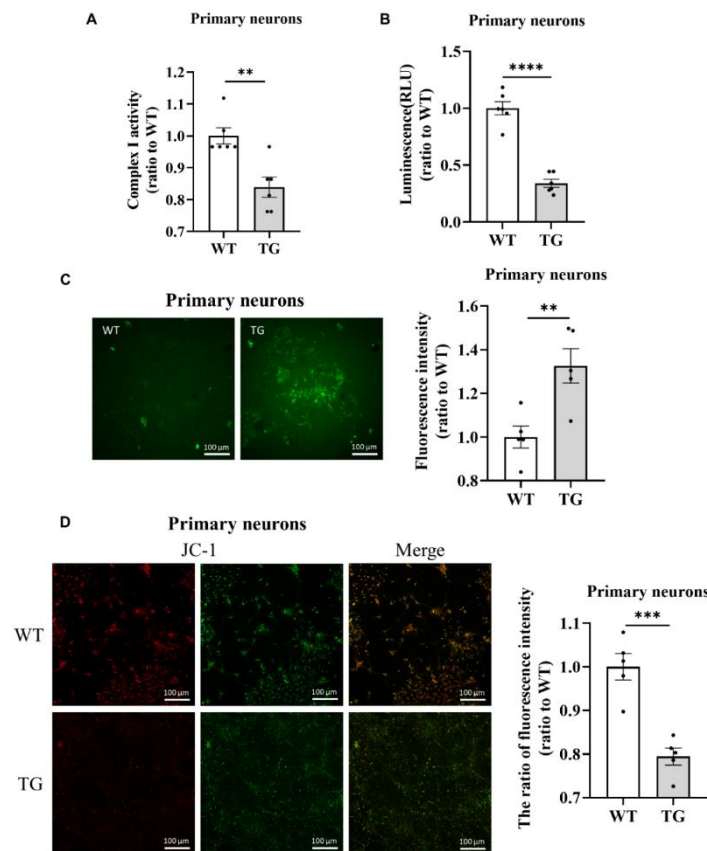 A
Primary neurons
**
Complex I activity
(ratio to WT)
1.2
1.1
1.0
0.9
0.8
0.7
WT
TG
B
Primary neurons
****
Luminescence(RLU)
(ratio to WT)
1.5
1.0
0.5
0.0
WT
TG
C
Primary neurons
WT
100 μm
TG
100 μm
Primary neurons
**
Fluorescence intensity
(ratio to WT)
1.6
1.4
1.2
1.0
0.8
WT
TG
D
Primary neurons
JC-1
Merge
WT
100 μm
100 μm
100 μm
TG
100 μm
100 μm
100 μm
Primary neurons
***
The ratio of fluorescence intensity
(ratio to WT)
1.1
1.0
0.9
0.8
0.7
WT
TG